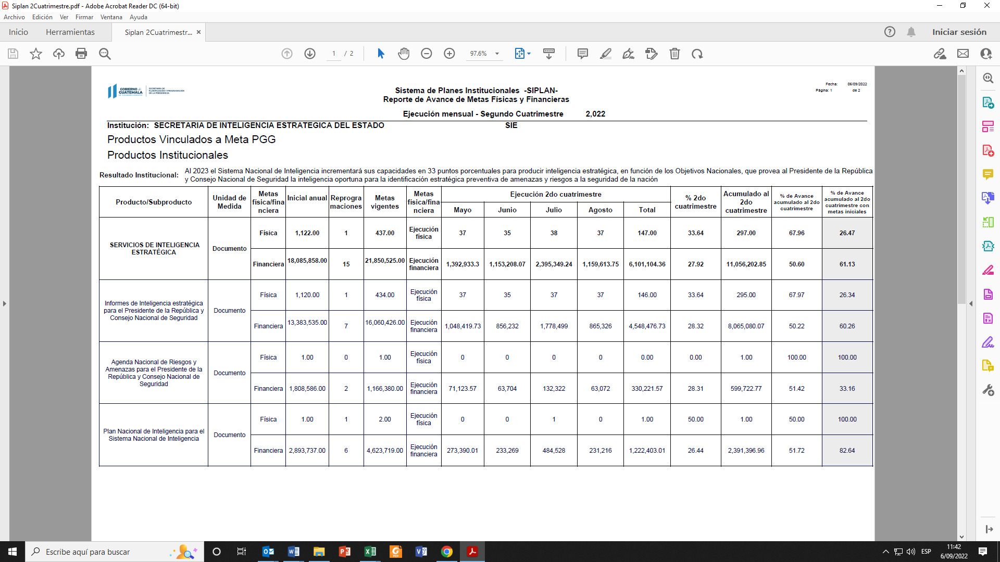 Siplan 2Cuatrimestre.pdf - Adobe Acrobat Reader DC (64-bit)
Archivo Edición Ver Firmar Ventana Ayuda
Inicio Herramientas Siplan 2Cuatrimestr... × Iniciar sesión
1 / 2 97.6%
GOBIERNO de GUATEMALA
SECRETARÍA DE PLANIFICACIÓN Y PROGRAMACIÓN DE LA PRESIDENCIA
Fecha: 06/09/2022
Página: 1 de 2
Sistema de Planes Institucionales -SIPLAN-
Reporte de Avance de Metas Físicas y Financieras
Ejecución mensual - Segundo Cuatrimestre 2,022
Institución: SECRETARIA DE INTELIGENCIA ESTRATEGICA DEL ESTADO SIE
Productos Vinculados a Meta PGG
Productos Institucionales
Resultado Institucional: Al 2023 el Sistema Nacional de Inteligencia incrementará sus capacidades en 33 puntos porcentuales para producir inteligencia estratégica, en función de los Objetivos Nacionales, que provea al Presidente de la República
y Consejo Nacional de Seguridad la inteligencia oportuna para la identificación estratégica preventiva de amenazas y riesgos a la seguridad de la nación
Producto/Subproducto Unidad de Medida Metas física/fina nciera Inicial anual Reprogra maciones Metas vigentes Metas física/fina nciera Ejecución 2do cuatrimestre % 2do cuatrimestre Acumulado al 2do cuatrimestre % de Avance acumulado al 2do cuatrimestre % de Avance acumulado al 2do cuatrimestre con metas iniciales
Mayo Junio Julio Agosto Total
SERVICIOS DE INTELIGENCIA ESTRATÉGICA Documento
Física 1,122.00 1 437.00 Ejecución física 37 35 38 37 147.00 33.64 297.00 67.96 26.47
Financiera 18,085,858.00 15 21,850,525.00 Ejecución financiera 1,392,933.3 1,153,208.07 2,395,349.24 1,159,613.75 6,101,104.36 27.92 11,056,202.85 50.60 61.13
Informes de Inteligencia estratégica para el Presidente de la República y Consejo Nacional de Seguridad Documento
Física 1,120.00 1 434.00 Ejecución física 37 35 37 37 146.00 33.64 295.00 67.97 26.34
Financiera 13,383,535.00 7 16,060,426.00 Ejecución financiera 1,048,419.73 856,232 1,778,499 865,326 4,548,476.73 28.32 8,065,080.07 50.22 60.26
Agenda Nacional de Riesgos y Amenazas para el Presidente de la República y Consejo Nacional de Seguridad Documento
Física 1.00 0 1.00 Ejecución física 0 0 0 0 0.00 0.00 1.00 100.00 100.00
Financiera 1,808,586.00 2 1,166,380.00 Ejecución financiera 71,123.57 63,704 132,322 63,072 330,221.57 28.31 599,722.77 51.42 33.16
Plan Nacional de Inteligencia para el Sistema Nacional de Inteligencia Documento
Física 1.00 1 2.00 Ejecución física 0 0 1 0 1.00 50.00 1.00 50.00 100.00
Financiera 2,893,737.00 6 4,623,719.00 Ejecución financiera 273,390.01 233,269 484,528 231,216 1,222,403.01 26.44 2,391,396.96 51.72 82.64
Escribe aquí para buscar
ESP
11:42
6/09/2022